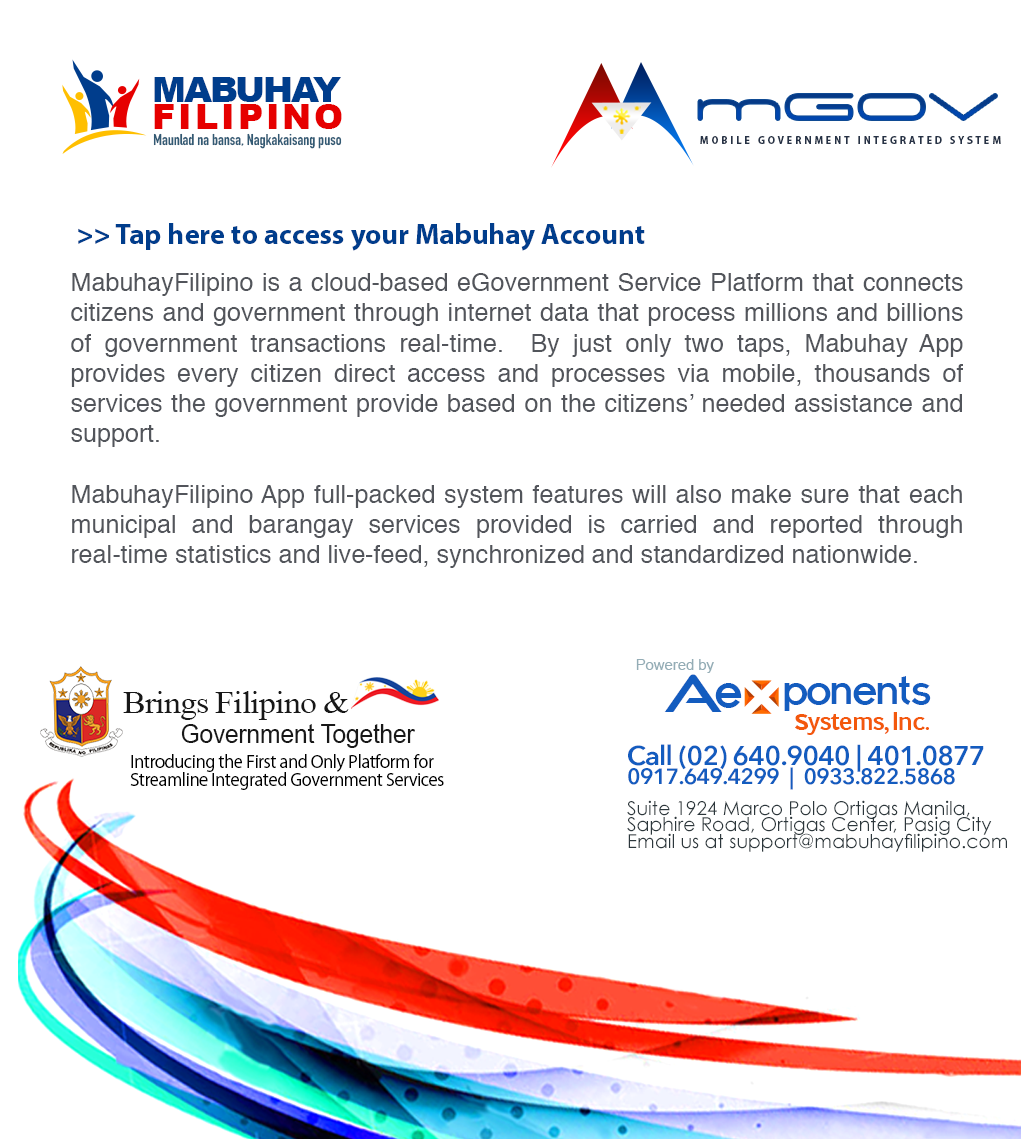 MABUHAY
FILIPINO
Maunlad na bansa, Nagkakaisang puso
mGOV
MOBILE GOVERNMENT INTEGRATED SYSTEM
>> Tap here to access your Mabuhay Account
MabuhayFilipino is a cloud-based eGovernment Service Platform that connects
citizens and government through internet data that process millions and billions
of government transactions real-time.  By just only two taps, Mabuhay App
provides every citizen direct access and processes via mobile, thousands of
services the government provide based on the citizens’ needed assistance and
support.
MabuhayFilipino App full-packed system features will also make sure that each
municipal and barangay services provided is carried and reported through
real-time statistics and live-feed, synchronized and standardized nationwide.
REPUBLIKA NG PILIPINAS
Brings Filipino &
Government Together
Introducing the First and Only Platform for
Streamline Integrated Government Services
Powered by
AeXponents
Systems, Inc.
Call (02) 640.9040 | 401.0877
0917.649.4299 | 0933.822.5868
Suite 1924 Marco Polo Ortigas Manila,
Saphire Road, Ortigas Center, Pasig City
Email us at support@mabuhayfilipino.com